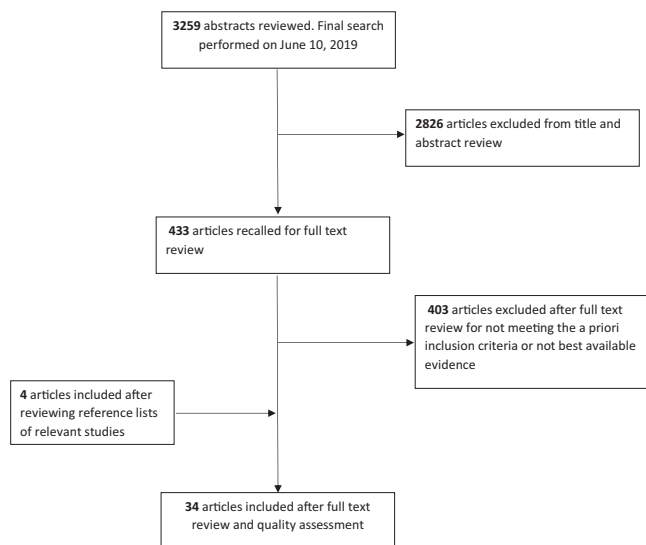 3259 abstracts reviewed. Final search
performed on June 10, 2019
2826 articles excluded from title and
abstract review
433 articles recalled for full text
review
403 articles excluded after full text
review for not meeting the a priori
inclusion criteria or not best available
evidence
4 articles included after
reviewing reference lists
of relevant studies
34 articles included after full text
review and quality assessment